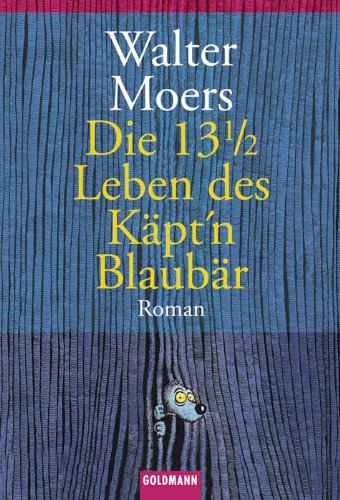 Walter
Moers
Die 13½
Leben des
Käpt'n
Blaubär
Roman
GOLDMANN